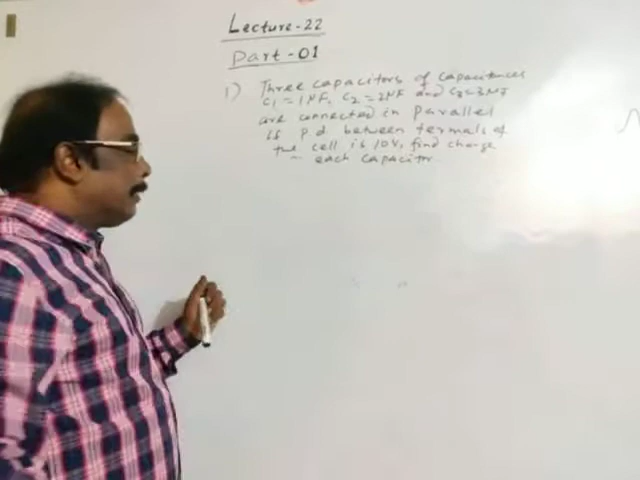 Lecture-22
Part-01
1) Three capacitors of capacitances
C1 = 1μF, C2 = 2μF and C3 = 3μF
are connected in parallel
if p d between termals of
the cell is 10V, find charge
each capacitor